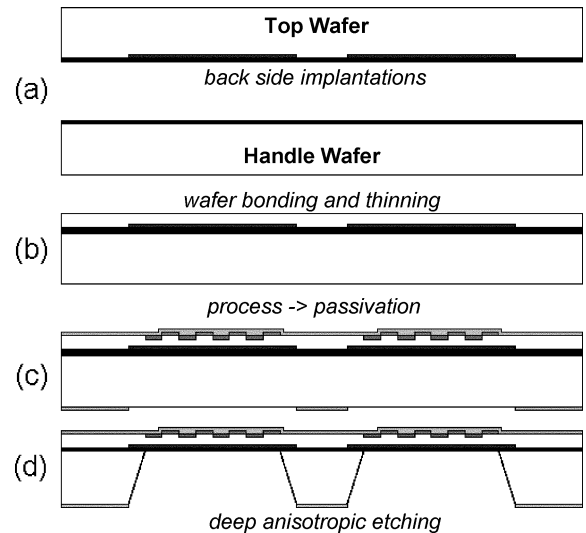 Top Wafer
back side implantations
(a)
Handle Wafer
wafer bonding and thinning
(b)
process -> passivation
(c)
(d)
deep anisotropic etching